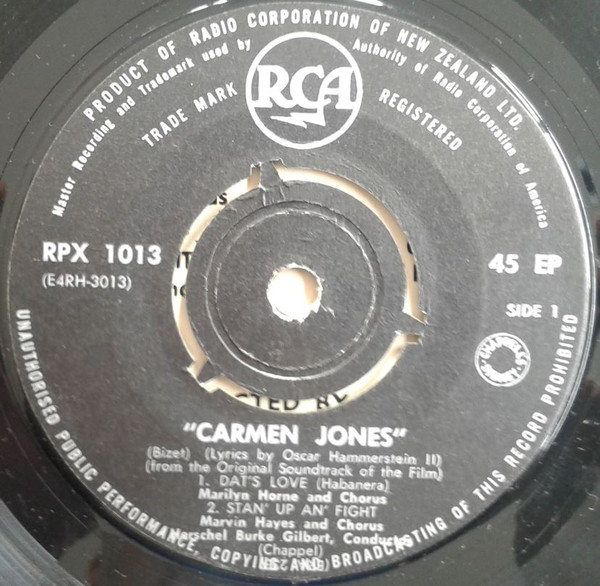 PRODUCT OF RADIO CORPORATION OF NEW ZEALAND LTD.
Master Recording and Trademark used by Authority of Radio Corporation of America
TRADE MARK RCA REGISTERED
RPX 1013
(E4RH-3013)
45 EP
SIDE 1
CHAPPELLS
"CARMEN JONES"
(Bizet) (Lyrics by Oscar Hammerstein II)
(from the Original Soundtrack of the Film)
1. DAT'S LOVE (Habanera)
Marilyn Horne and Chorus
2. STAN' UP AN' FIGHT
Marvin Hayes and Chorus
Herschel Burke Gilbert, Conductor
(Chappel)
UNAUTHORISED PUBLIC PERFORMANCE, COPYING AND BROADCASTING OF THIS RECORD PROHIBITED